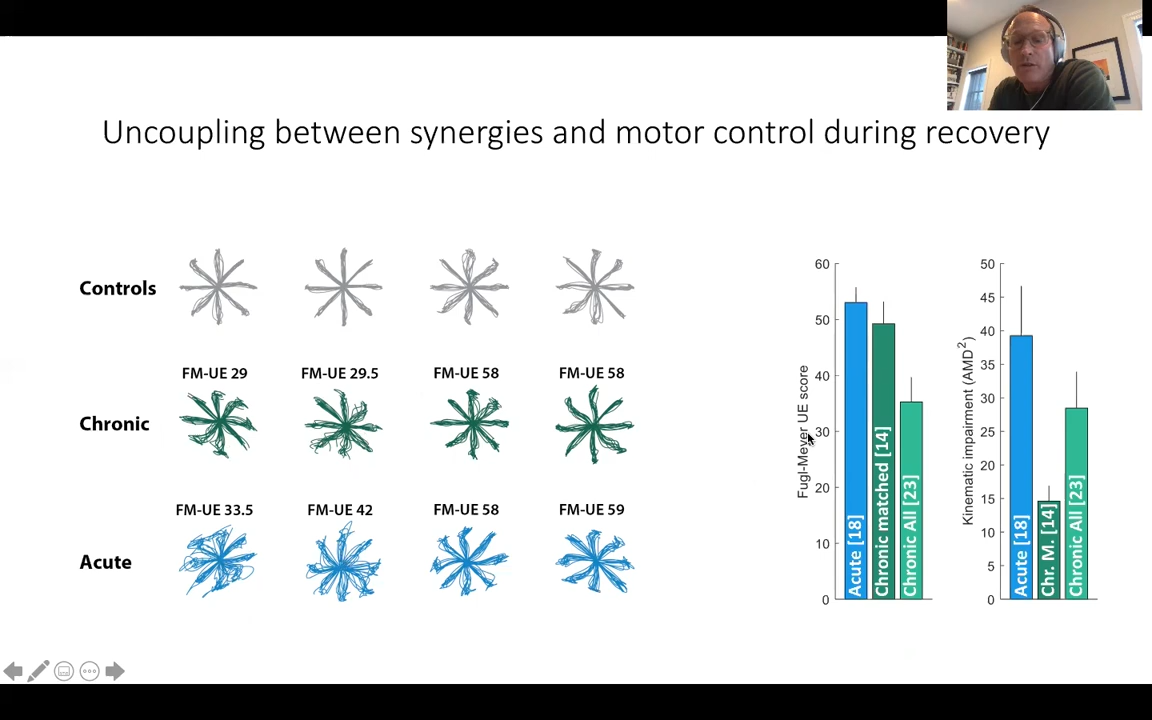 Uncoupling between synergies and motor control during recovery
Controls
FM-UE 29 FM-UE 29.5 FM-UE 58 FM-UE 58
Chronic
FM-UE 33.5 FM-UE 42 FM-UE 58 FM-UE 59
Acute
Fugl-Meyer UE score
60
50
40
30
20
10
0
Acute [18]
Chronic matched [14]
Chronic All [23]
Kinematic impairment (AMD²)
50
45
40
35
30
25
20
15
10
5
0
Acute [18]
Chr. M. [14]
Chronic All [23]